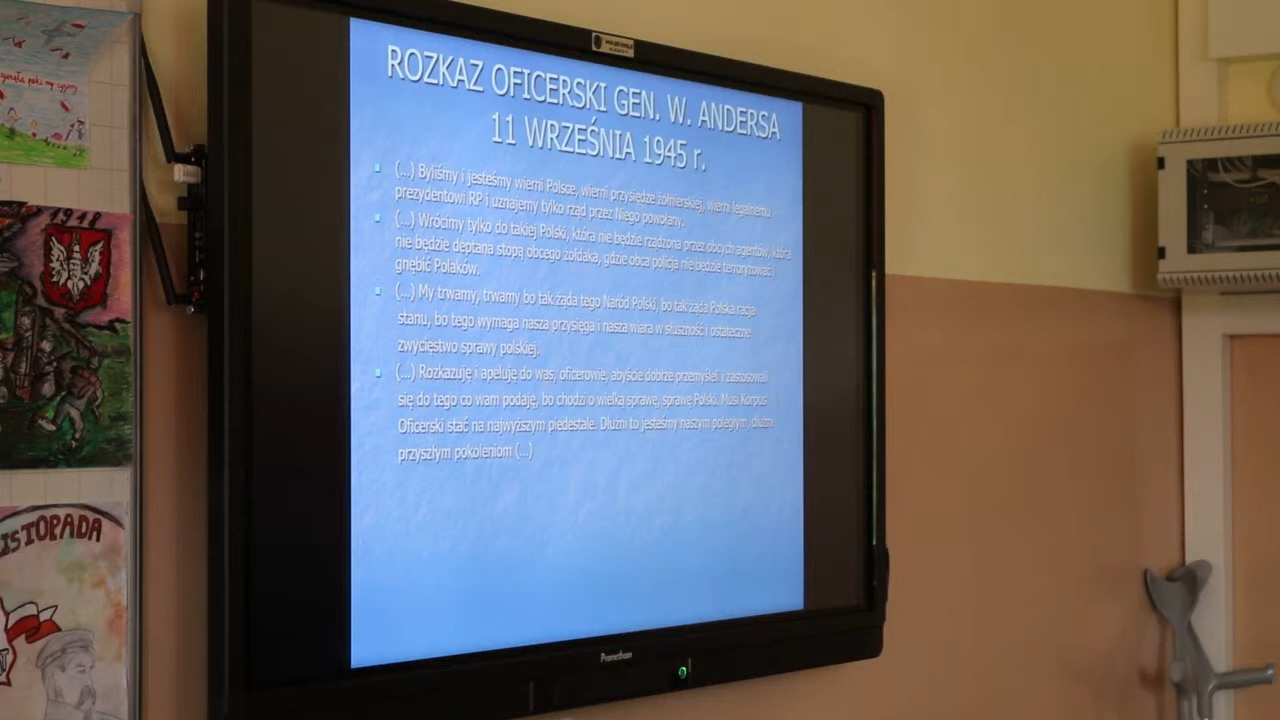 ROZKAZ OFICERSKI GEN. W. ANDERSA
11 WRZEŚNIA 1945 r.
(...) Byliśmy i jesteśmy wierni Polsce, wierni przysiędze żołnierskiej, wierni legalnemu
prezydentowi RP i uznajemy tylko rząd przez Niego powołany.
(...) Wrócimy tylko do takiej Polski, która nie będzie rządzona przez obcych agentów, która
nie będzie deptana stopą obcego żołdaka, gdzie obca policja nie będzie terroryzować i
gnębić Polaków.
(...) My trwamy, trwamy bo tak żąda tego Naród Polski, bo tak żąda Polska racja
stanu, bo tego wymaga nasza przysięga i nasza wiara w słuszność i ostateczne
zwycięstwo sprawy polskiej.
(...) Rozkazuję i apeluję do was, oficerowie, abyście dobrze przemyśleli i zastosowali
się do tego co wam podaję, bo chodzi o wielką sprawę, sprawę Polski. Musi Korpus
Oficerski stać na najwyższym piedestale. Dłużni to jesteśmy naszym poległym, dłużni
przyszłym pokoleniom (...)
Promethean
póki my żyjemy
1918
LISTOPADA